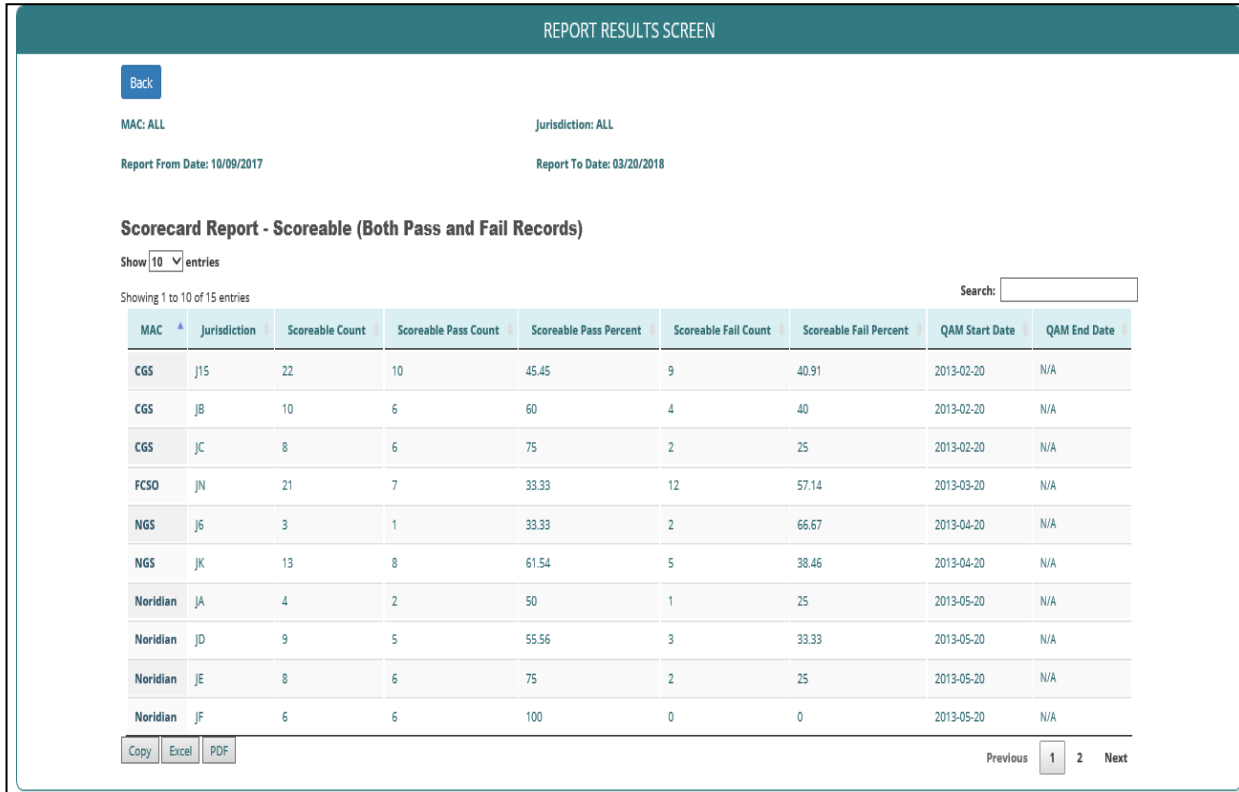 REPORT RESULTS SCREEN
Back
MAC: ALL Jurisdiction: ALL
Report From Date: 10/09/2017 Report To Date: 03/20/2018
Scorecard Report - Scoreable (Both Pass and Fail Records)
Show 10 entries
Showing 1 to 10 of 15 entries Search:
MAC Jurisdiction Scoreable Count Scoreable Pass Count Scoreable Pass Percent Scoreable Fail Count Scoreable Fail Percent QAM Start Date QAM End Date
CGS J15 22 10 45.45 9 40.91 2013-02-20 N/A
CGS JB 10 6 60 4 40 2013-02-20 N/A
CGS JC 8 6 75 2 25 2013-02-20 N/A
FCSO JN 21 7 33.33 12 57.14 2013-03-20 N/A
NGS J6 3 1 33.33 2 66.67 2013-04-20 N/A
NGS JK 13 8 61.54 5 38.46 2013-04-20 N/A
Noridian JA 4 2 50 1 25 2013-05-20 N/A
Noridian JD 9 5 55.56 3 33.33 2013-05-20 N/A
Noridian JE 8 6 75 2 25 2013-05-20 N/A
Noridian JF 6 6 100 0 0 2013-05-20 N/A
Copy Excel PDF Previous 1 2 Next